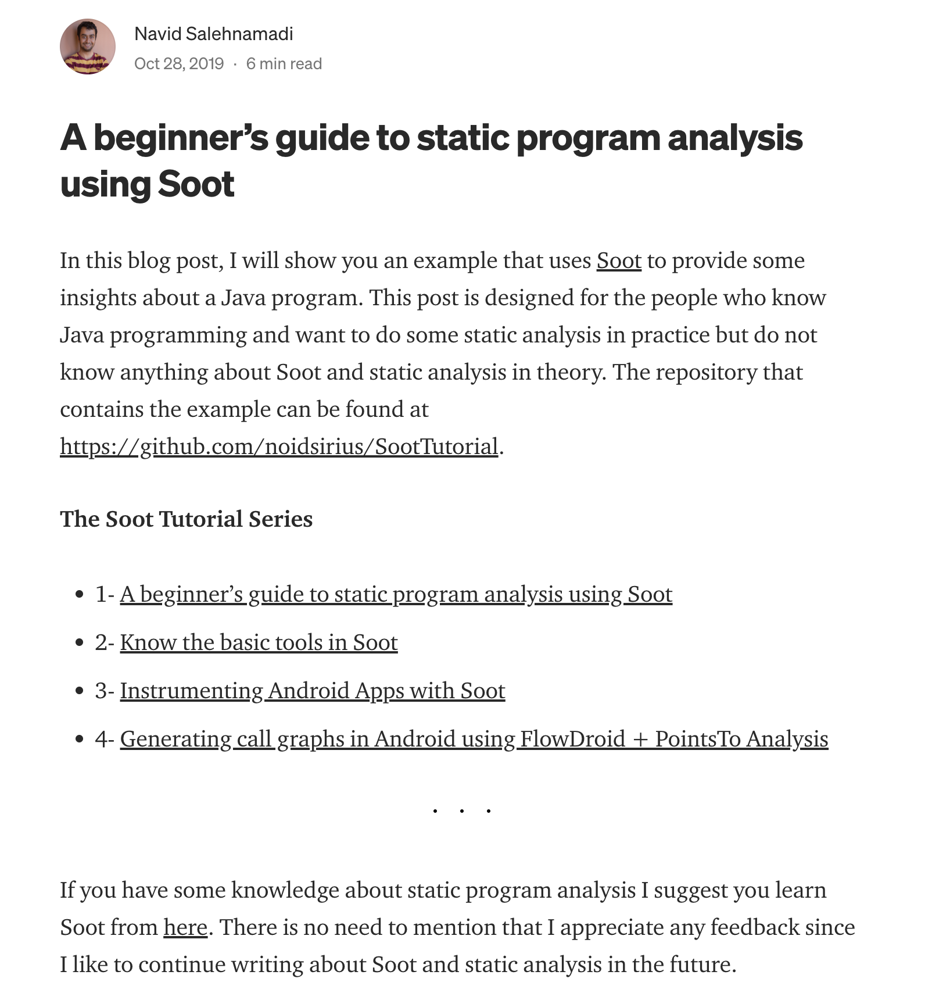 Navid Salehnamadi
Oct 28, 2019 · 6 min read
A beginner’s guide to static program analysis
using Soot
In this blog post, I will show you an example that uses Soot to provide some
insights about a Java program. This post is designed for the people who know
Java programming and want to do some static analysis in practice but do not
know anything about Soot and static analysis in theory. The repository that
contains the example can be found at
https://github.com/noidsirius/SootTutorial.
The Soot Tutorial Series
• 1- A beginner’s guide to static program analysis using Soot
• 2- Know the basic tools in Soot
• 3- Instrumenting Android Apps with Soot
• 4- Generating call graphs in Android using FlowDroid + PointsTo Analysis
. . .
If you have some knowledge about static program analysis I suggest you learn
Soot from here. There is no need to mention that I appreciate any feedback since
I like to continue writing about Soot and static analysis in the future.